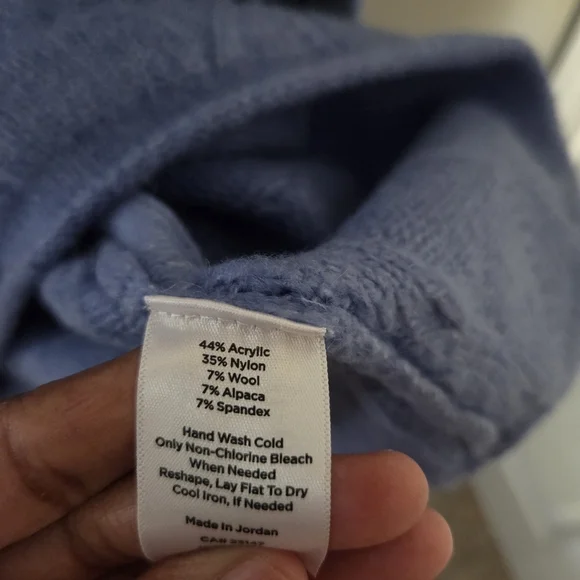 44% Acrylic
35% Nylon
7% Wool
7% Alpaca
7% Spandex
Hand Wash Cold
Only Non-Chlorine Bleach
When Needed
Reshape, Lay Flat To Dry
Cool Iron, If Needed
Made In Jordan